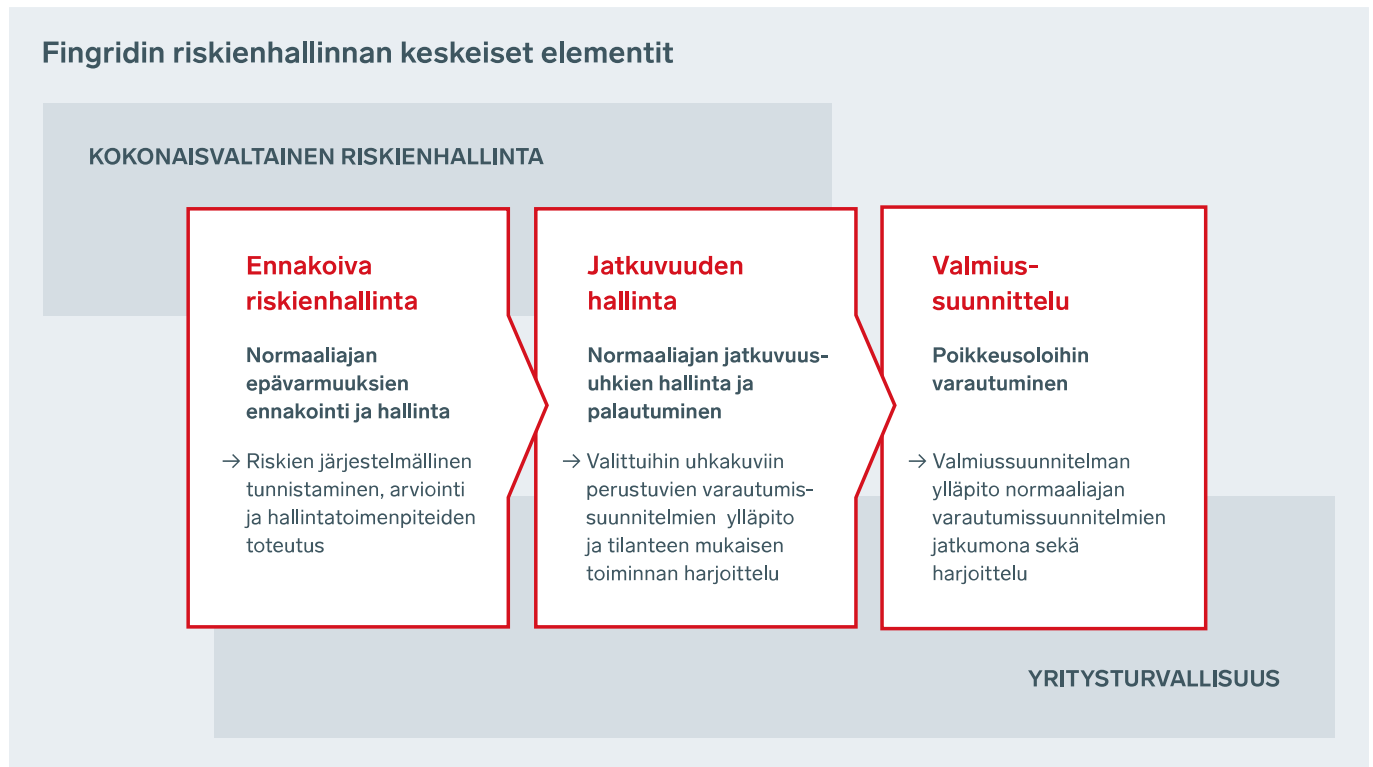 Fingridin riskienhallinnan keskeiset elementit
KOKONAISVALTAINEN RISKIENHALLINTA
Ennakoiva
riskienhallinta
Normaaliajan
epävarmuuksien
ennakointi ja hallinta
→ Riskien järjestelmällinen
tunnistaminen, arviointi
ja hallintatoimenpiteiden
toteutus
Jatkuvuuden
hallinta
Normaaliajan jatkuvuus-
uhkien hallinta ja
palautuminen
→ Valittuihin uhkakuviin
perustuvien varautumis-
suunnitelmien ylläpito
ja tilanteen mukaisen
toiminnan harjoittelu
Valmius-
suunnittelu
Poikkeusoloihin
varautuminen
→ Valmiussuunnitelman
ylläpito normaaliajan
varautumissuunnitelmien
jatkumona sekä
harjoittelu
YRITYSTURVALLISUUS